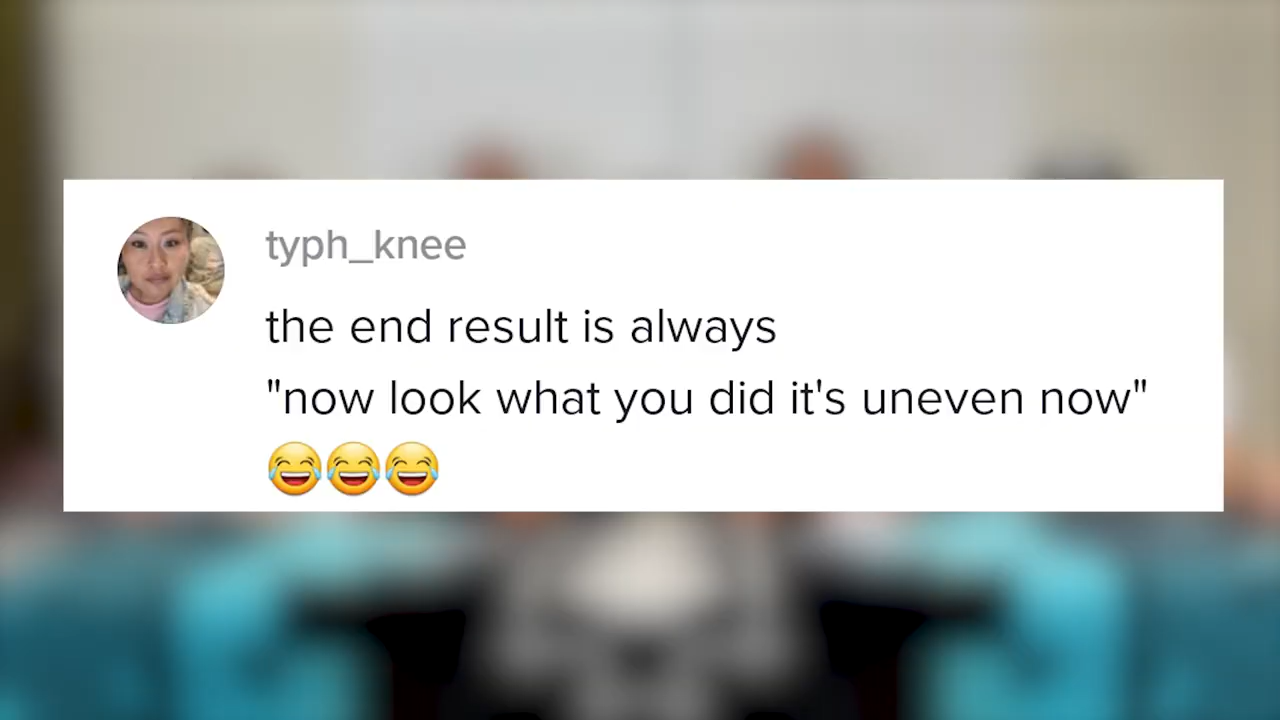 typh_knee
the end result is always
"now look what you did it's uneven now"
😂😂😂